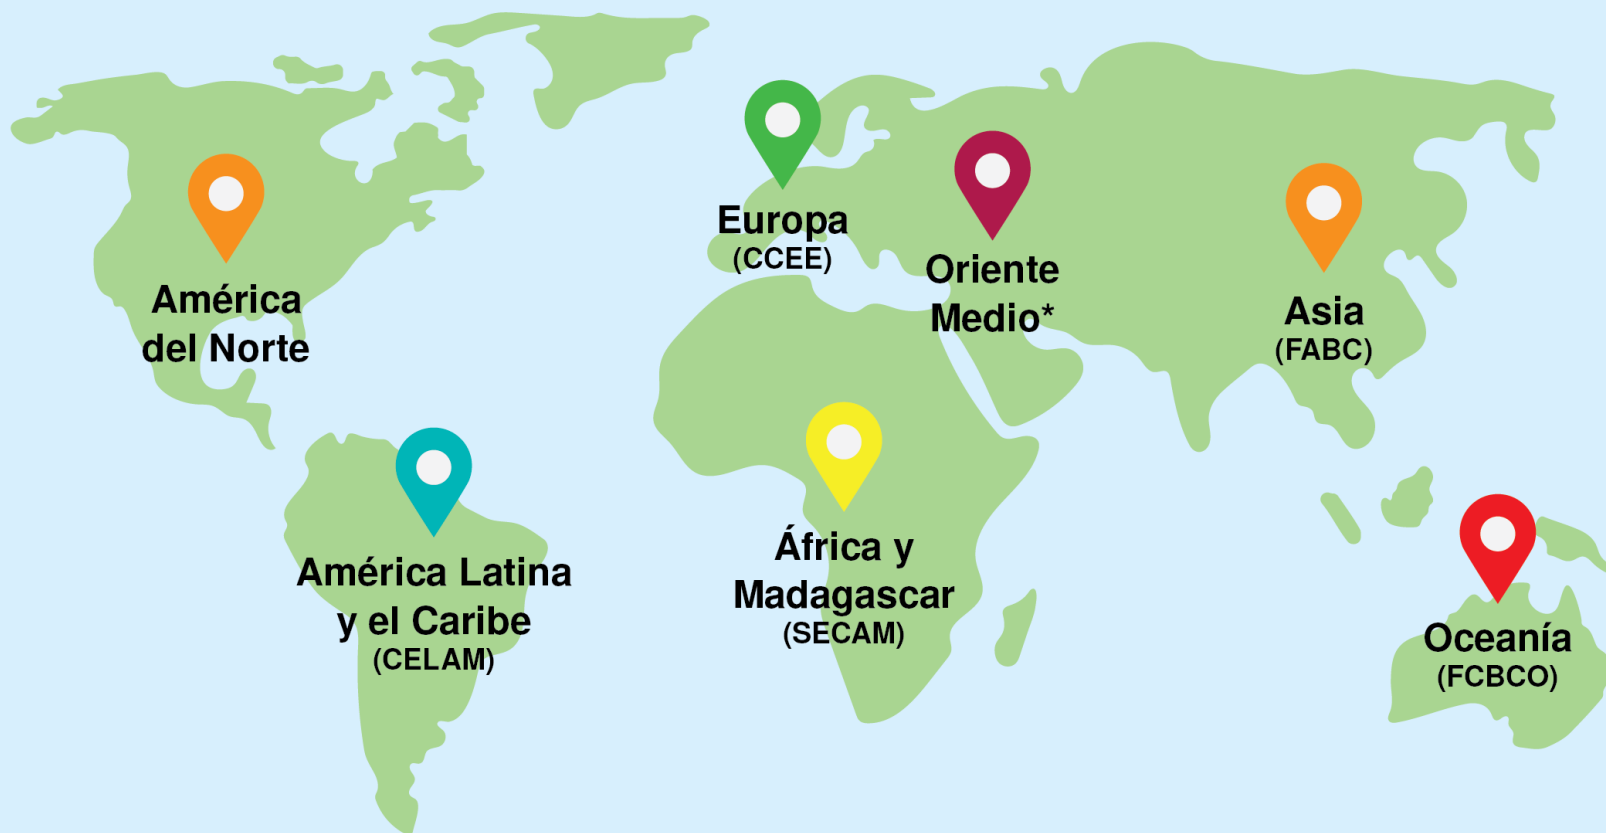 América
del Norte
América Latina
y el Caribe
(CELAM)
Europa
(CCEE)
Oriente
Medio*
África y
Madagascar
(SECAM)
Asia
(FABC)
Oceanía
(FCBCO)